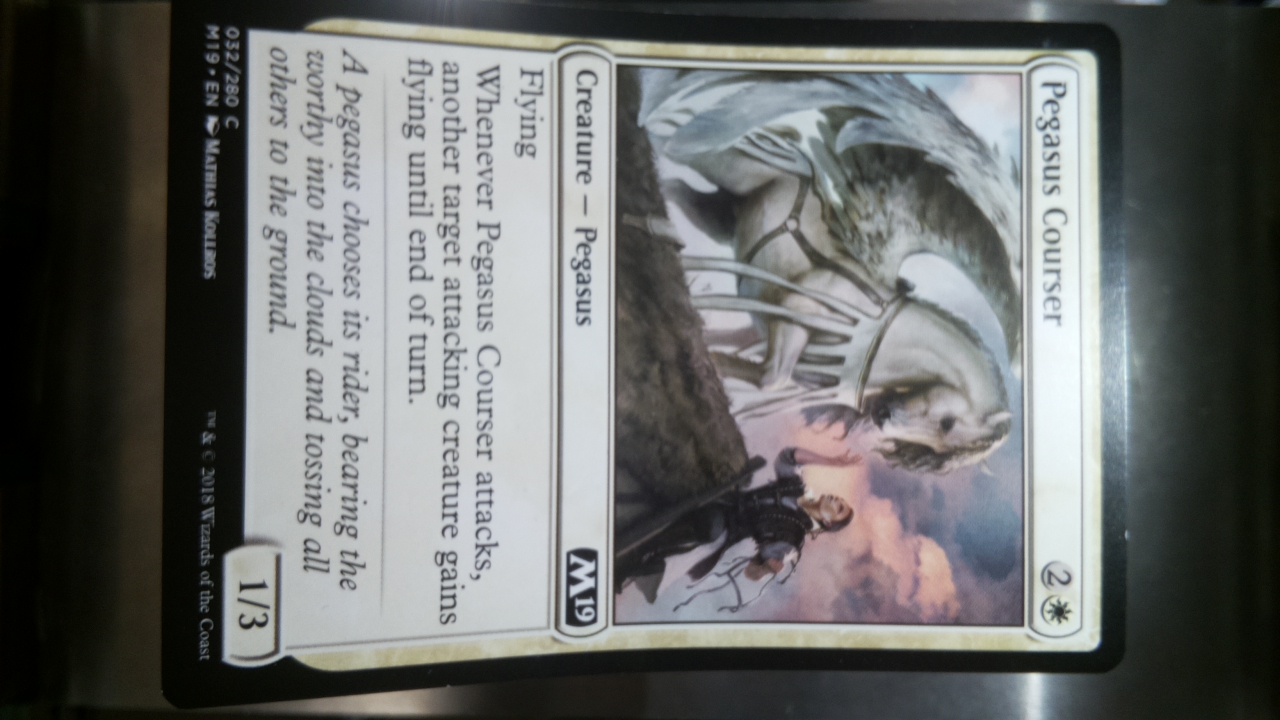 Pegasus Courser 2
Creature — Pegasus M19
Flying
Whenever Pegasus Courser attacks,
another target attacking creature gains
flying until end of turn.
A pegasus chooses its rider, bearing the
worthy into the clouds and tossing all
others to the ground.
1/3
032/280 C
M19 • EN MATHIAS KOLLROS
™ & © 2018 Wizards of the Coast